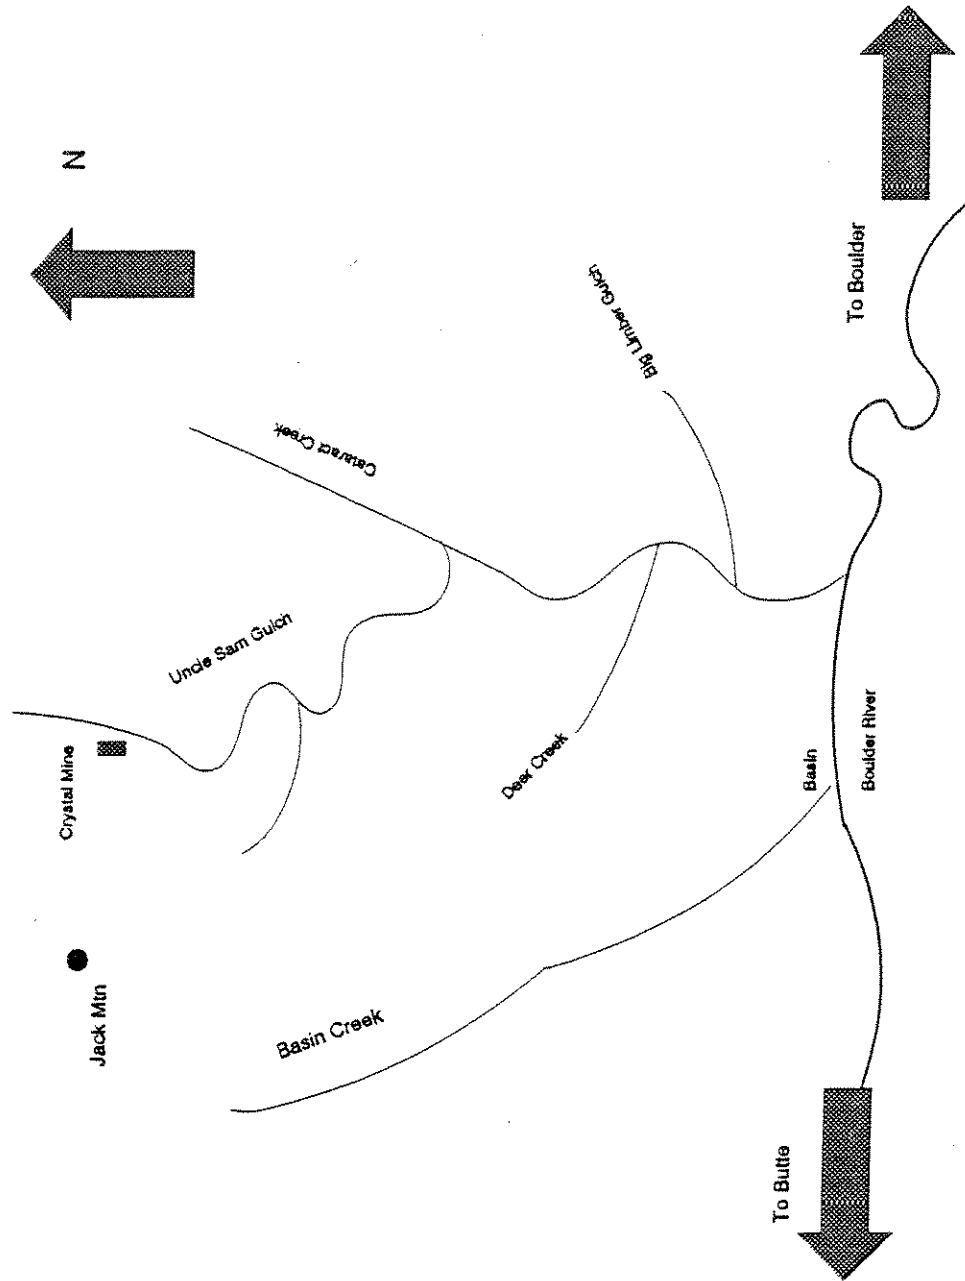 N
Crystal Mine
Jack Mtn
Uncle Sam Gulch
Cataract Creek
Basin Creek
Deer Creek
Big Limber Gulch
To Butte
Basin
To Boulder
Boulder River